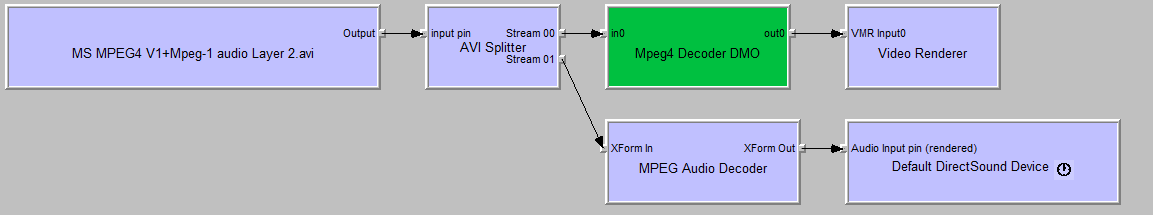 Output
MS MPEG4 V1+Mpeg-1 audio Layer 2.avi
input pin
Stream 00
AVI Splitter
Stream 01
in0
out0
Mpeg4 Decoder DMO
VMR Input0
Video Renderer
XForm In
XForm Out
MPEG Audio Decoder
Audio Input pin (rendered)
Default DirectSound Device